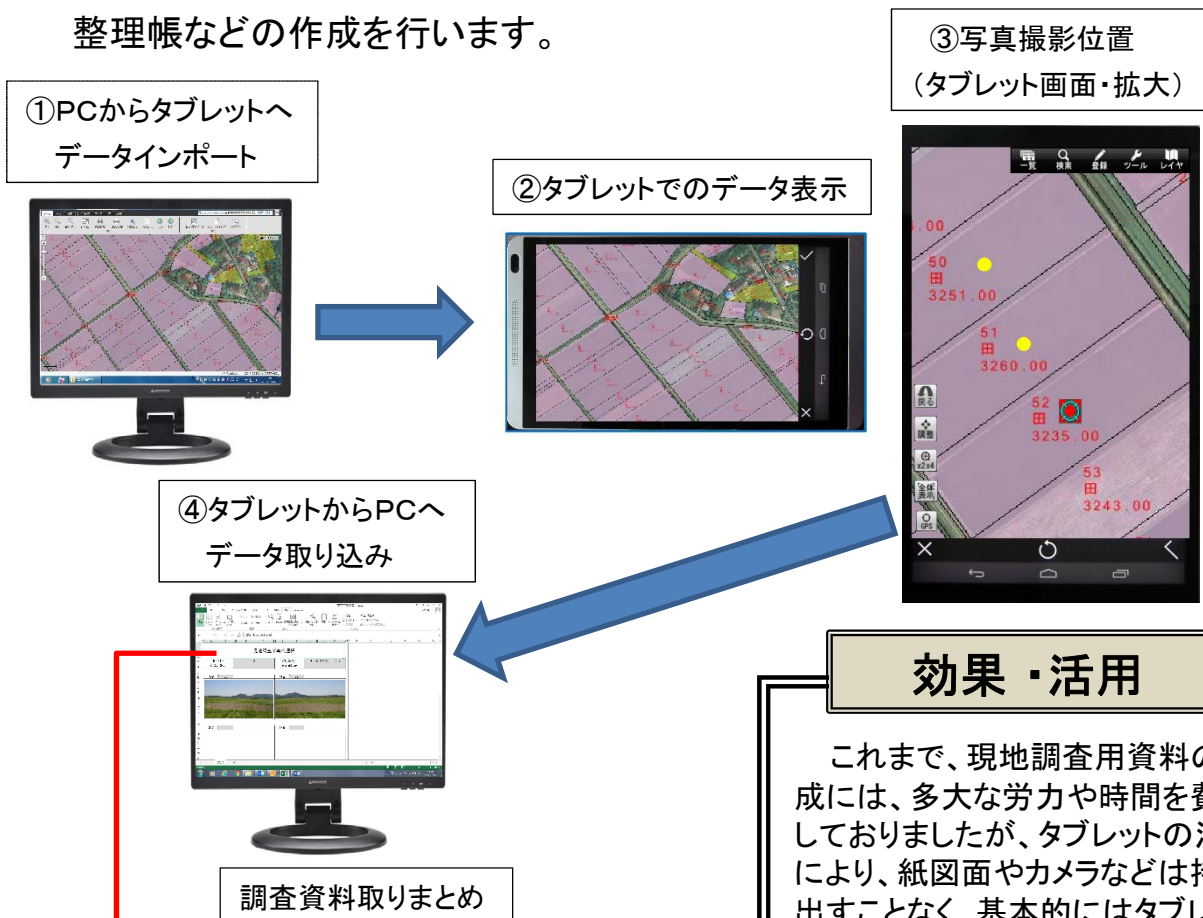 整理帳などの作成を行います。
①PCからタブレットへ
データインポート
②タブレットでのデータ表示
③写真撮影位置
(タブレット画面・拡大)
一覧
検索
登録
ツール
レイヤ
.00
50
田
3251.00
51
田
3260.00
52
田
3235.00
53
田
3243.00
戻る
調整
x2x4
全体
表示
GPS
④タブレットからPCへ
データ取り込み
調査資料取りまとめ
効果・活用
これまで、現地調査用資料の
成には、多大な労力や時間を費
しておりましたが、タブレットの活
により、紙図面やカメラなどは持
出すことなく、基本的にはタブレ